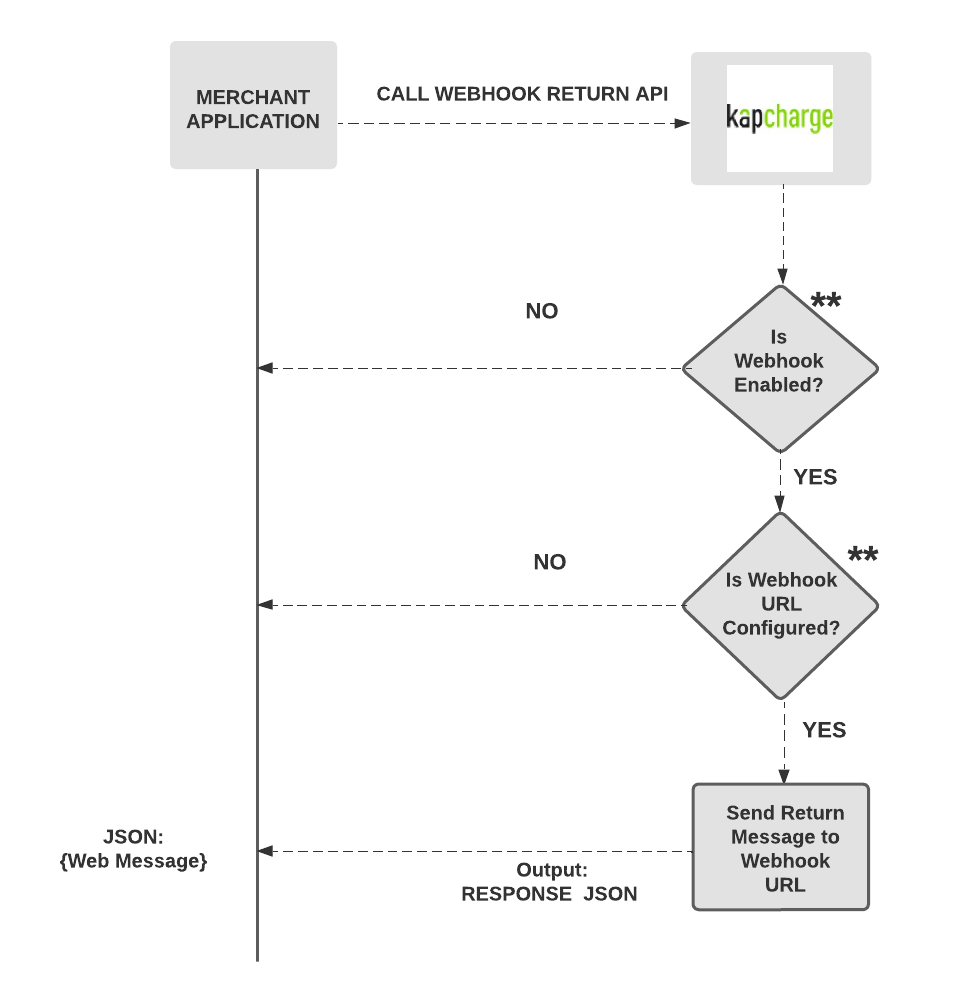 MERCHANT
APPLICATION
CALL WEBHOOK RETURN API
kapcharge
**
Is
Webhook
Enabled?
NO
YES
**
Is Webhook
URL
Configured?
NO
YES
Send Return
Message to
Webhook
URL
JSON:
{Web Message}
Output:
RESPONSE JSON